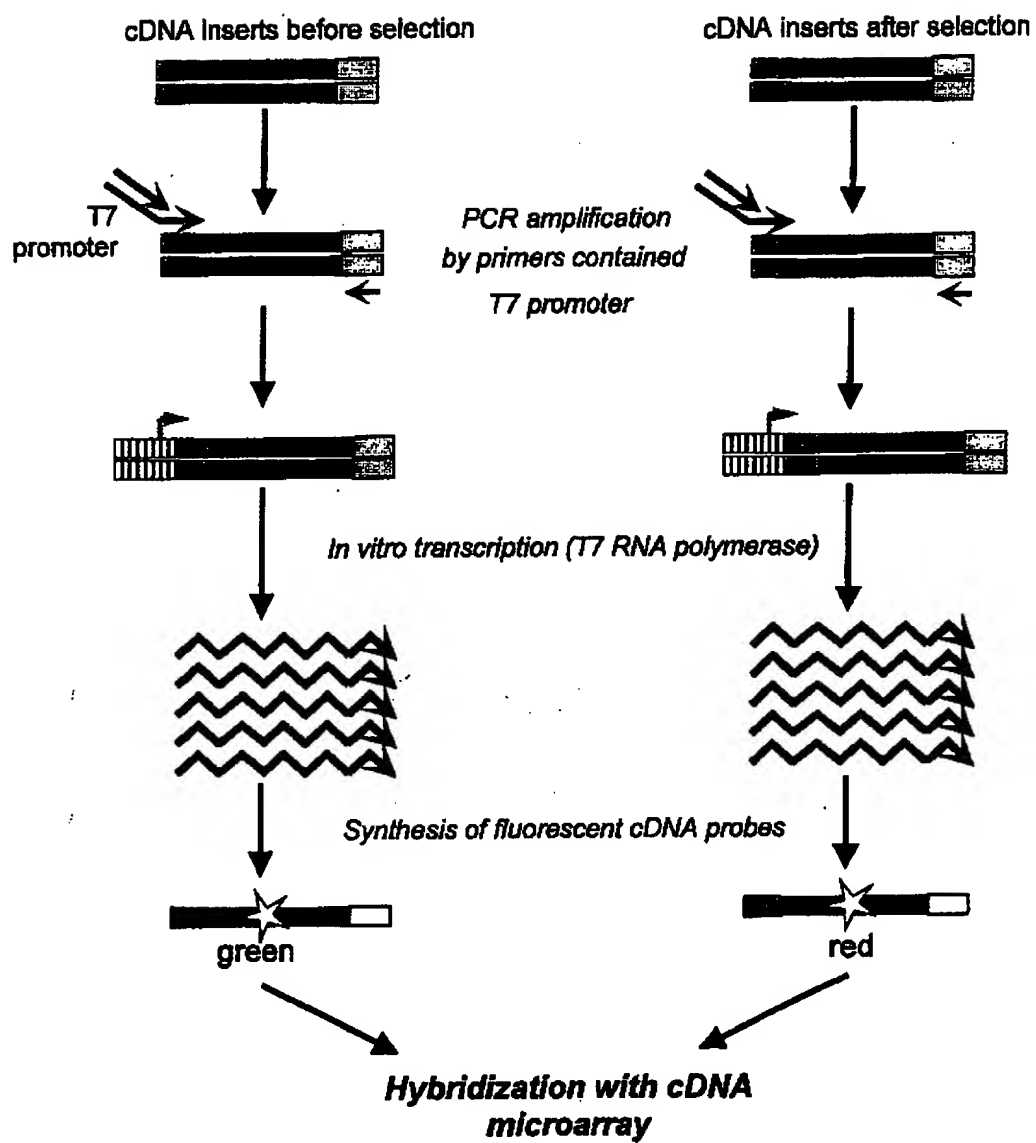 cDNA Inserts before selection
cDNA inserts after selection
T7
promoter
PCR amplification
by primers contained
T7 promoter
In vitro transcription (T7 RNA polymerase)
Synthesis of fluorescent cDNA probes
green
red
Hybridization with cDNA
microarray